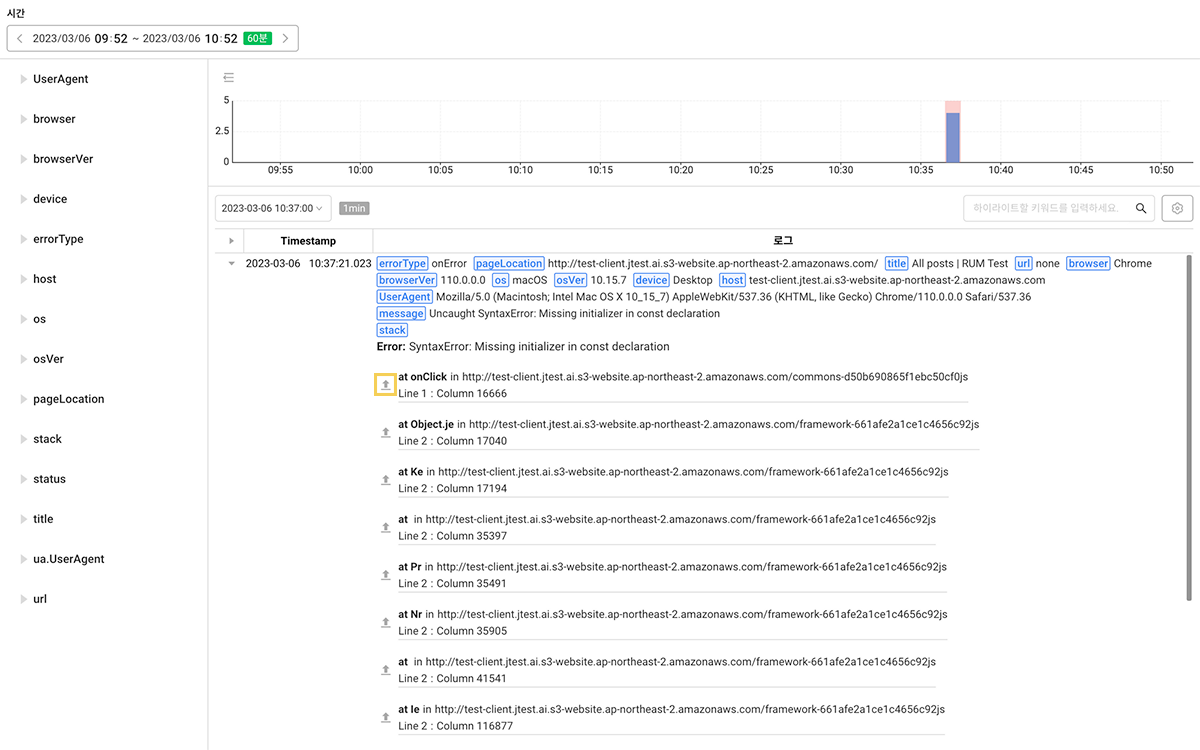 시간
2023/03/06 09:52 ~ 2023/03/06 10:52 60분
UserAgent
browser
browserVer
device
errorType
host
os
osVer
pageLocation
stack
status
title
ua.UserAgent
url
5
2.5
0
09:55 10:00 10:05 10:10 10:15 10:20 10:25 10:30 10:35 10:40 10:45 10:50
2023-03-06 10:37:00 1min 하이라이트할 키워드를 입력하세요.
Timestamp 로그
2023-03-06 10:37:21.023 errorType onError pageLocation http://test-client.jtest.ai.s3-website.ap-northeast-2.amazonaws.com/ title All posts | RUM Test url none browser Chrome
browserVer 110.0.0.0 os macOS osVer 10.15.7 device Desktop host test-client.jtest.ai.s3-website.ap-northeast-2.amazonaws.com
UserAgent Mozilla/5.0 (Macintosh; Intel Mac OS X 10_15_7) AppleWebKit/537.36 (KHTML, like Gecko) Chrome/110.0.0.0 Safari/537.36
message Uncaught SyntaxError: Missing initializer in const declaration
stack
Error: SyntaxError: Missing initializer in const declaration
at onClick in http://test-client.jtest.ai.s3-website.ap-northeast-2.amazonaws.com/commons-d50b690865f1ebc50cf0js
Line 1 : Column 16666
at Object.je in http://test-client.jtest.ai.s3-website.ap-northeast-2.amazonaws.com/framework-661afe2a1ce1c4656c92js
Line 2 : Column 17040
at Ke in http://test-client.jtest.ai.s3-website.ap-northeast-2.amazonaws.com/framework-661afe2a1ce1c4656c92js
Line 2 : Column 17194
at in http://test-client.jtest.ai.s3-website.ap-northeast-2.amazonaws.com/framework-661afe2a1ce1c4656c92js
Line 2 : Column 35397
at Pr in http://test-client.jtest.ai.s3-website.ap-northeast-2.amazonaws.com/framework-661afe2a1ce1c4656c92js
Line 2 : Column 35491
at Nr in http://test-client.jtest.ai.s3-website.ap-northeast-2.amazonaws.com/framework-661afe2a1ce1c4656c92js
Line 2 : Column 35905
at in http://test-client.jtest.ai.s3-website.ap-northeast-2.amazonaws.com/framework-661afe2a1ce1c4656c92js
Line 2 : Column 41541
at Ie in http://test-client.jtest.ai.s3-website.ap-northeast-2.amazonaws.com/framework-661afe2a1ce1c4656c92js
Line 2 : Column 116877